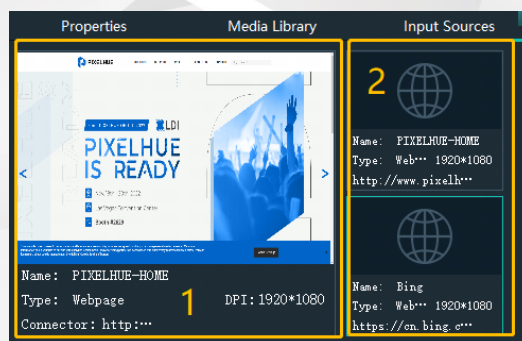 Properties
Media Library
Input Sources
PIXELHUE
LDI
PIXELHUE
IS READY
2
Name: PIXELHUE-HOME
Type: Web··· 1920*1080
http://www.pixelh···
Name: PIXELHUE-HOME
Type: Webpage
DPI: 1920*1080
Connector: http:···
1
Name: Bing
Type: Web··· 1920*1080
https://cn.bing.c···